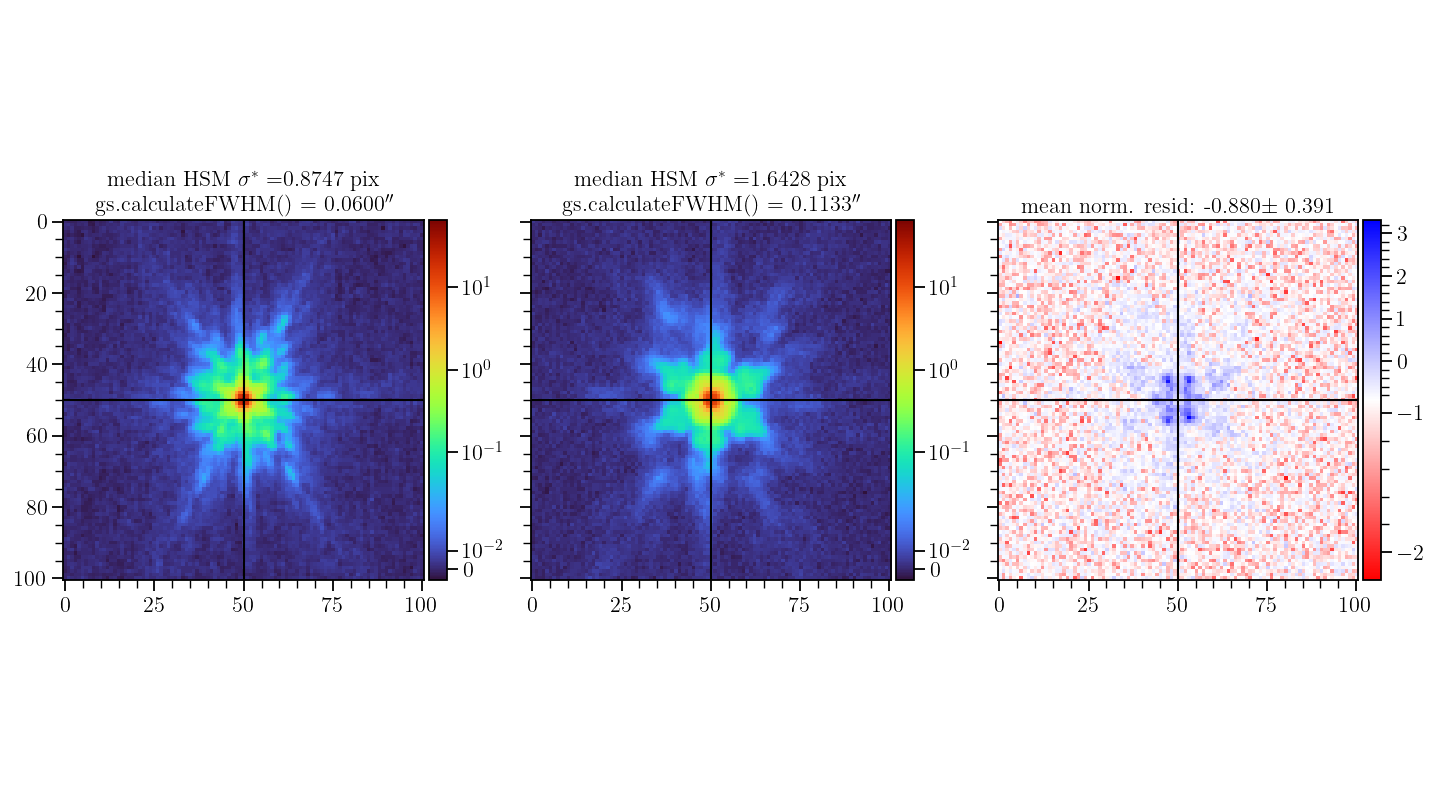 median HSM σ* =0.8747 pix
gs.calculateFWHM() = 0.0600″
median HSM σ* =1.6428 pix
gs.calculateFWHM() = 0.1133″
mean norm. resid: -0.880± 0.391
0
20
40
60
80
100
0 25 50 75 100
10¹
10⁰
10⁻¹
10⁻²
0
0 25 50 75 100
10¹
10⁰
10⁻¹
10⁻²
0
0 25 50 75 100
3
2
1
0
−1
−2